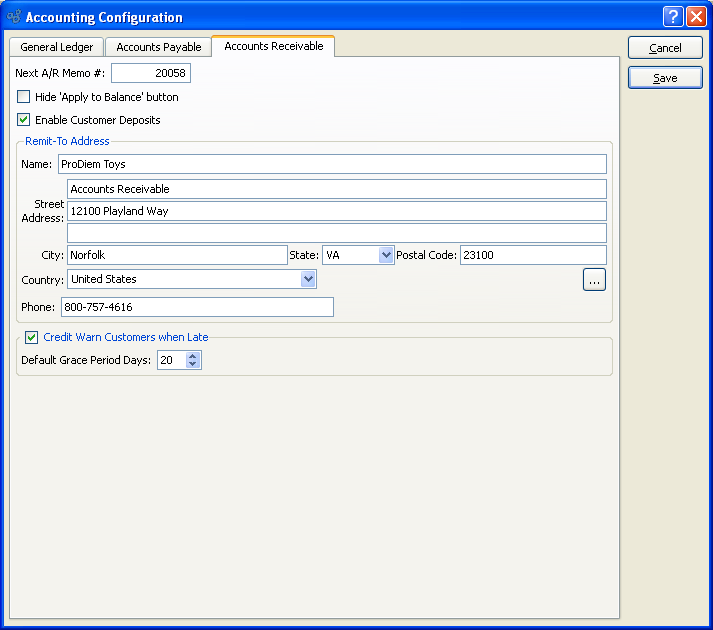 Accounting Configuration
General Ledger Accounts Payable Accounts Receivable
Cancel
Save
Next A/R Memo #: 20058
Hide 'Apply to Balance' button
Enable Customer Deposits
Remit-To Address
Name: ProDiem Toys
Street Address: Accounts Receivable
12100 Playland Way
City: Norfolk State: VA Postal Code: 23100
Country: United States ...
Phone: 800-757-4616
Credit Warn Customers when Late
Default Grace Period Days: 20